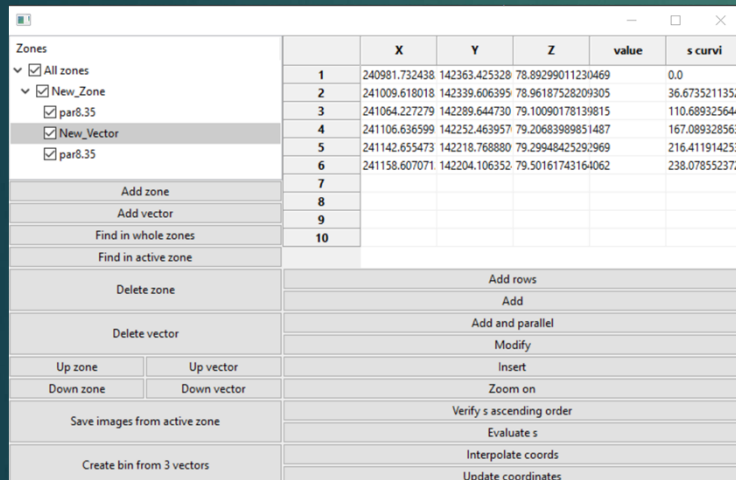 Zones
All zones
New_Zone
par8.35
New_Vector
par8.35
Add zone
Add vector
Find in whole zones
Find in active zone
Delete zone
Delete vector
Up zone Up vector
Down zone Down vector
Save images from active zone
Create bin from 3 vectors
X Y Z value s curvi
1 240981.732438 142363.425328 78.89299011230469 0.0
2 241009.618018 142339.606395 78.96187528209305 36.673521135
3 241064.227279 142289.644730 79.10090178139815 110.68932564
4 241106.636599 142252.463957 79.20683989851487 167.08932856
5 241142.655473 142218.768880 79.29948425292969 216.41191425
6 241158.607071 142204.106352 79.50161743164062 238.07855237
7
8
9
10
Add rows
Add
Add and parallel
Modify
Insert
Zoom on
Verify s ascending order
Evaluate s
Interpolate coords
Update coordinates